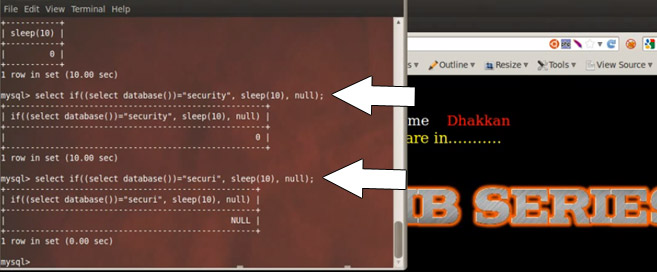 File Edit View Terminal Help
+-----------+
| sleep(10) |
+-----------+
| 0 |
+-----------+
1 row in set (10.00 sec)
mysql> select if((select database())="security", sleep(10), null);
+----------------------------------------------------+
| if((select database())="security", sleep(10), null) |
+----------------------------------------------------+
| 0 |
+----------------------------------------------------+
1 row in set (10.00 sec)
mysql> select if((select database())="securi", sleep(10), null);
+--------------------------------------------------+
| if((select database())="securi", sleep(10), null) |
+--------------------------------------------------+
| NULL |
+--------------------------------------------------+
1 row in set (0.00 sec)
mysql>
s Outline Resize Tools View Source
me Dhakkan
are in..........
IB SERIES